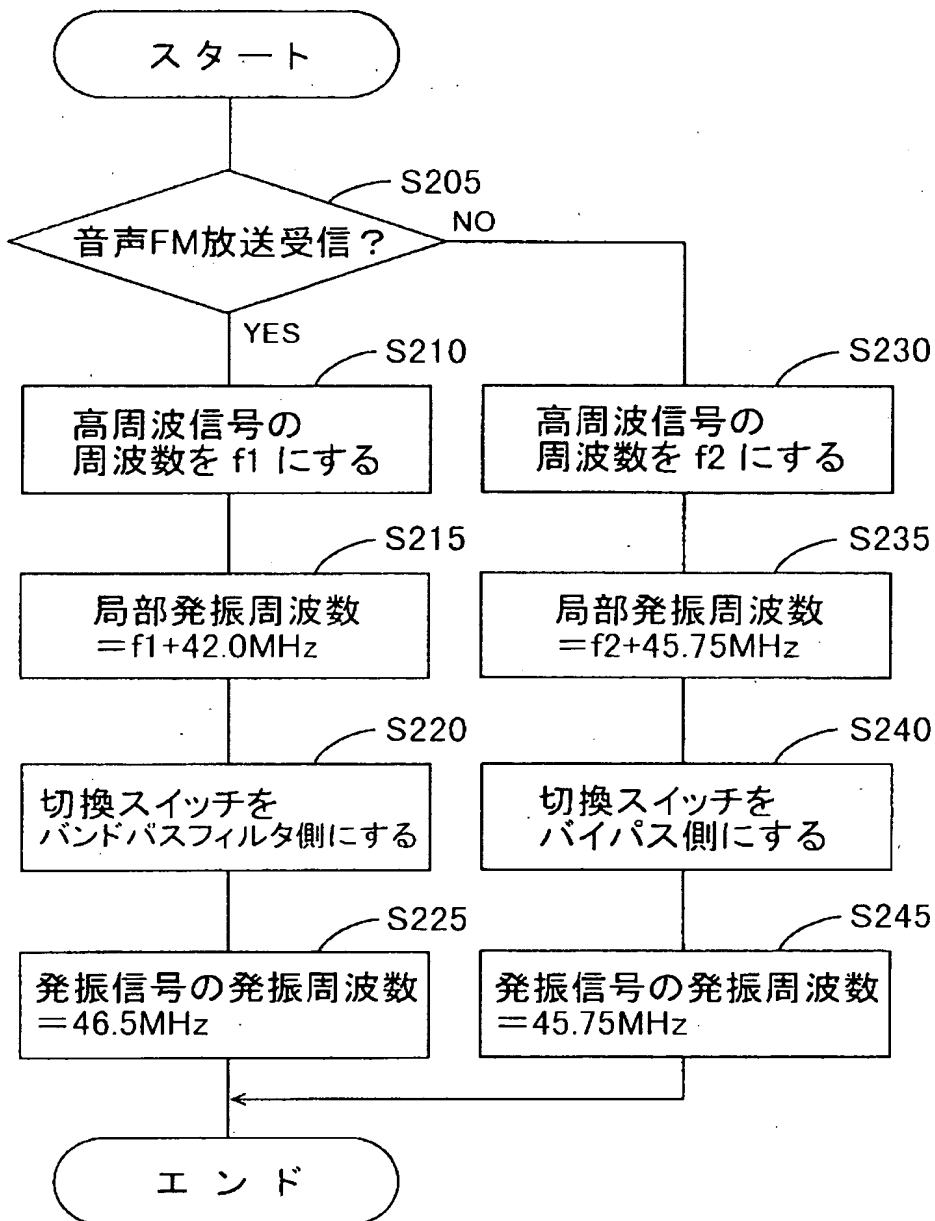 スタート
S205
音声FM放送受信？
NO
YES
S210
高周波信号の
周波数を f1 にする
S215
局部発振周波数
＝f1+42.0MHz
S220
切換スイッチを
バンドパスフィルタ側にする
S225
発振信号の発振周波数
＝46.5MHz
S230
高周波信号の
周波数を f2 にする
S235
局部発振周波数
＝f2+45.75MHz
S240
切換スイッチを
バイパス側にする
S245
発振信号の発振周波数
＝45.75MHz
エンド